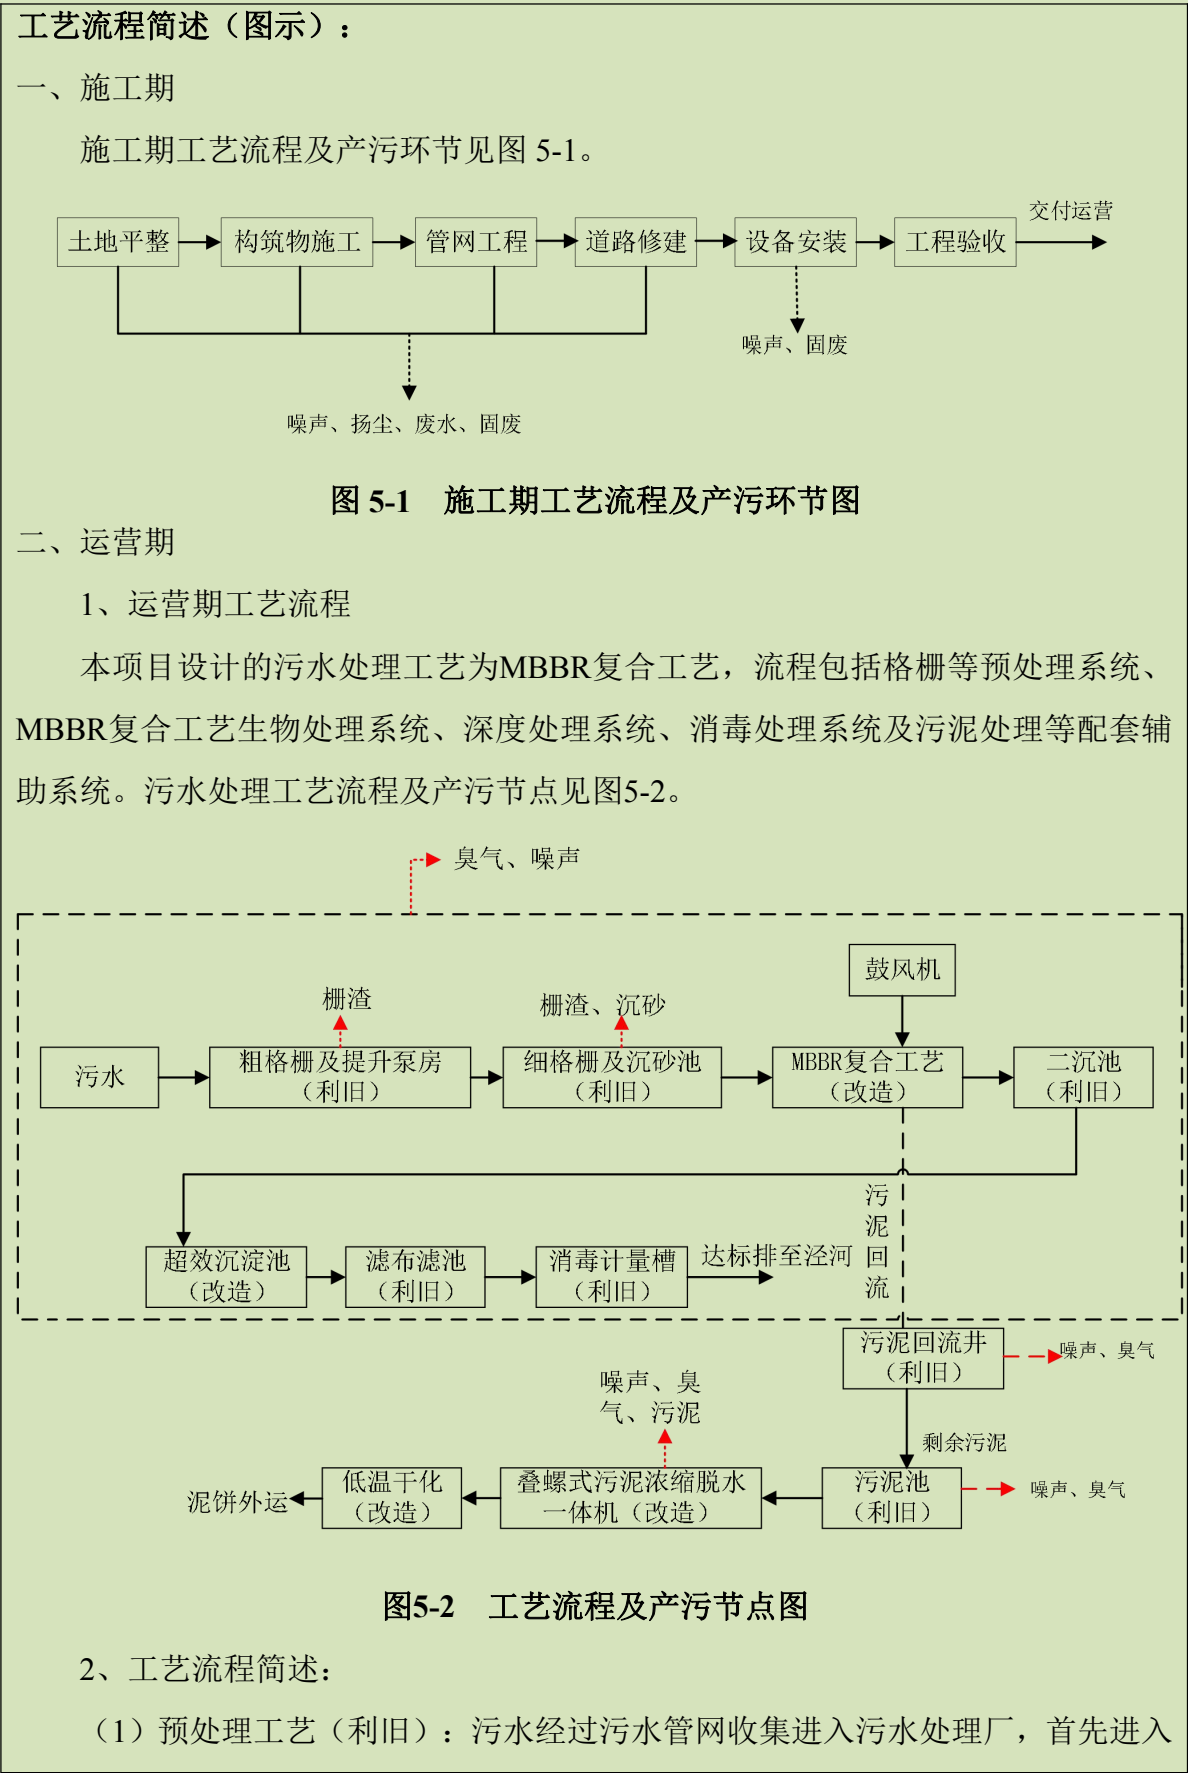 工艺流程简述（图示）：
一、施工期
施工期工艺流程及产污环节见图 5-1。
交付运营
土地平整 构筑物施工 管网工程 道路修建 设备安装 工程验收
噪声、固废
噪声、扬尘、废水、固废
图 5-1 施工期工艺流程及产污环节图
二、运营期
1、运营期工艺流程
本项目设计的污水处理工艺为MBBR复合工艺，流程包括格栅等预处理系统、
MBBR复合工艺生物处理系统、深度处理系统、消毒处理系统及污泥处理等配套辅
助系统。污水处理工艺流程及产污节点见图5-2。
臭气、噪声
鼓风机
栅渣
栅渣、沉砂
污水
粗格栅及提升泵房
（利旧）
细格栅及沉砂池
（利旧）
MBBR复合工艺
（改造）
二沉池
（利旧）
污
泥
回
流
超效沉淀池
（改造）
滤布滤池
（利旧）
消毒计量槽
（利旧）
达标排至泾河
污泥回流井
（利旧）
噪声、臭气
剩余污泥
噪声、臭
气、污泥
泥饼外运
低温干化
（改造）
叠螺式污泥浓缩脱水
一体机（改造）
污泥池
（利旧）
噪声、臭气
图5-2 工艺流程及产污节点图
2、工艺流程简述：
（1）预处理工艺（利旧）：污水经过污水管网收集进入污水处理厂，首先进入